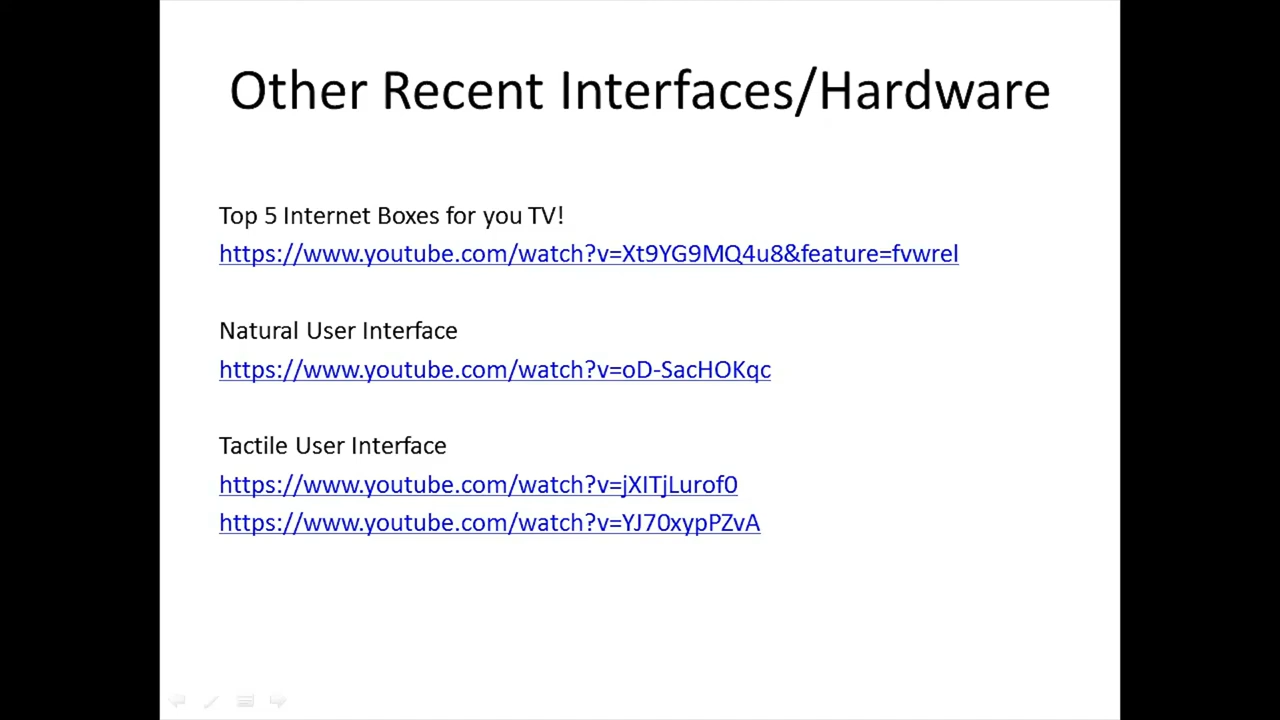 Other Recent Interfaces/Hardware
Top 5 Internet Boxes for you TV!
https://www.youtube.com/watch?v=Xt9YG9MQ4u8&feature=fvwrel
Natural User Interface
https://www.youtube.com/watch?v=oD-SacHOKqc
Tactile User Interface
https://www.youtube.com/watch?v=jXITjLurof0
https://www.youtube.com/watch?v=YJ70xypPZvA